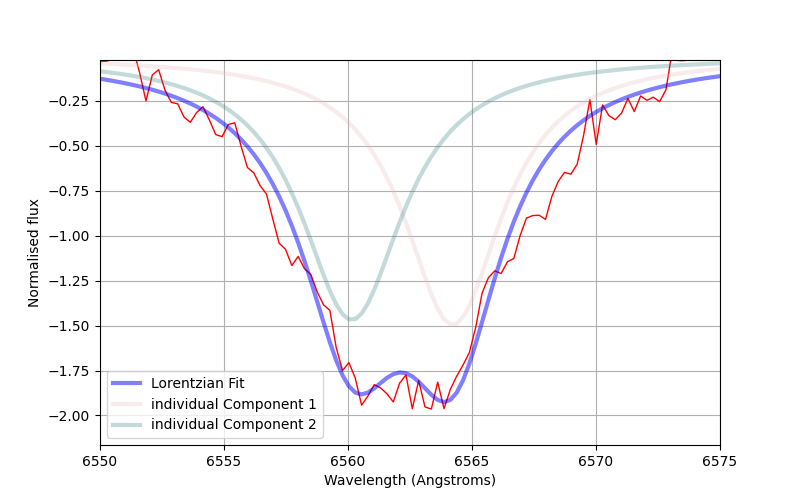 −0.25
−0.50
−0.75
−1.00
−1.25
−1.50
−1.75
−2.00
Normalised flux
Lorentzian Fit
individual Component 1
individual Component 2
6550 6555 6560 6565 6570 6575
Wavelength (Angstroms)